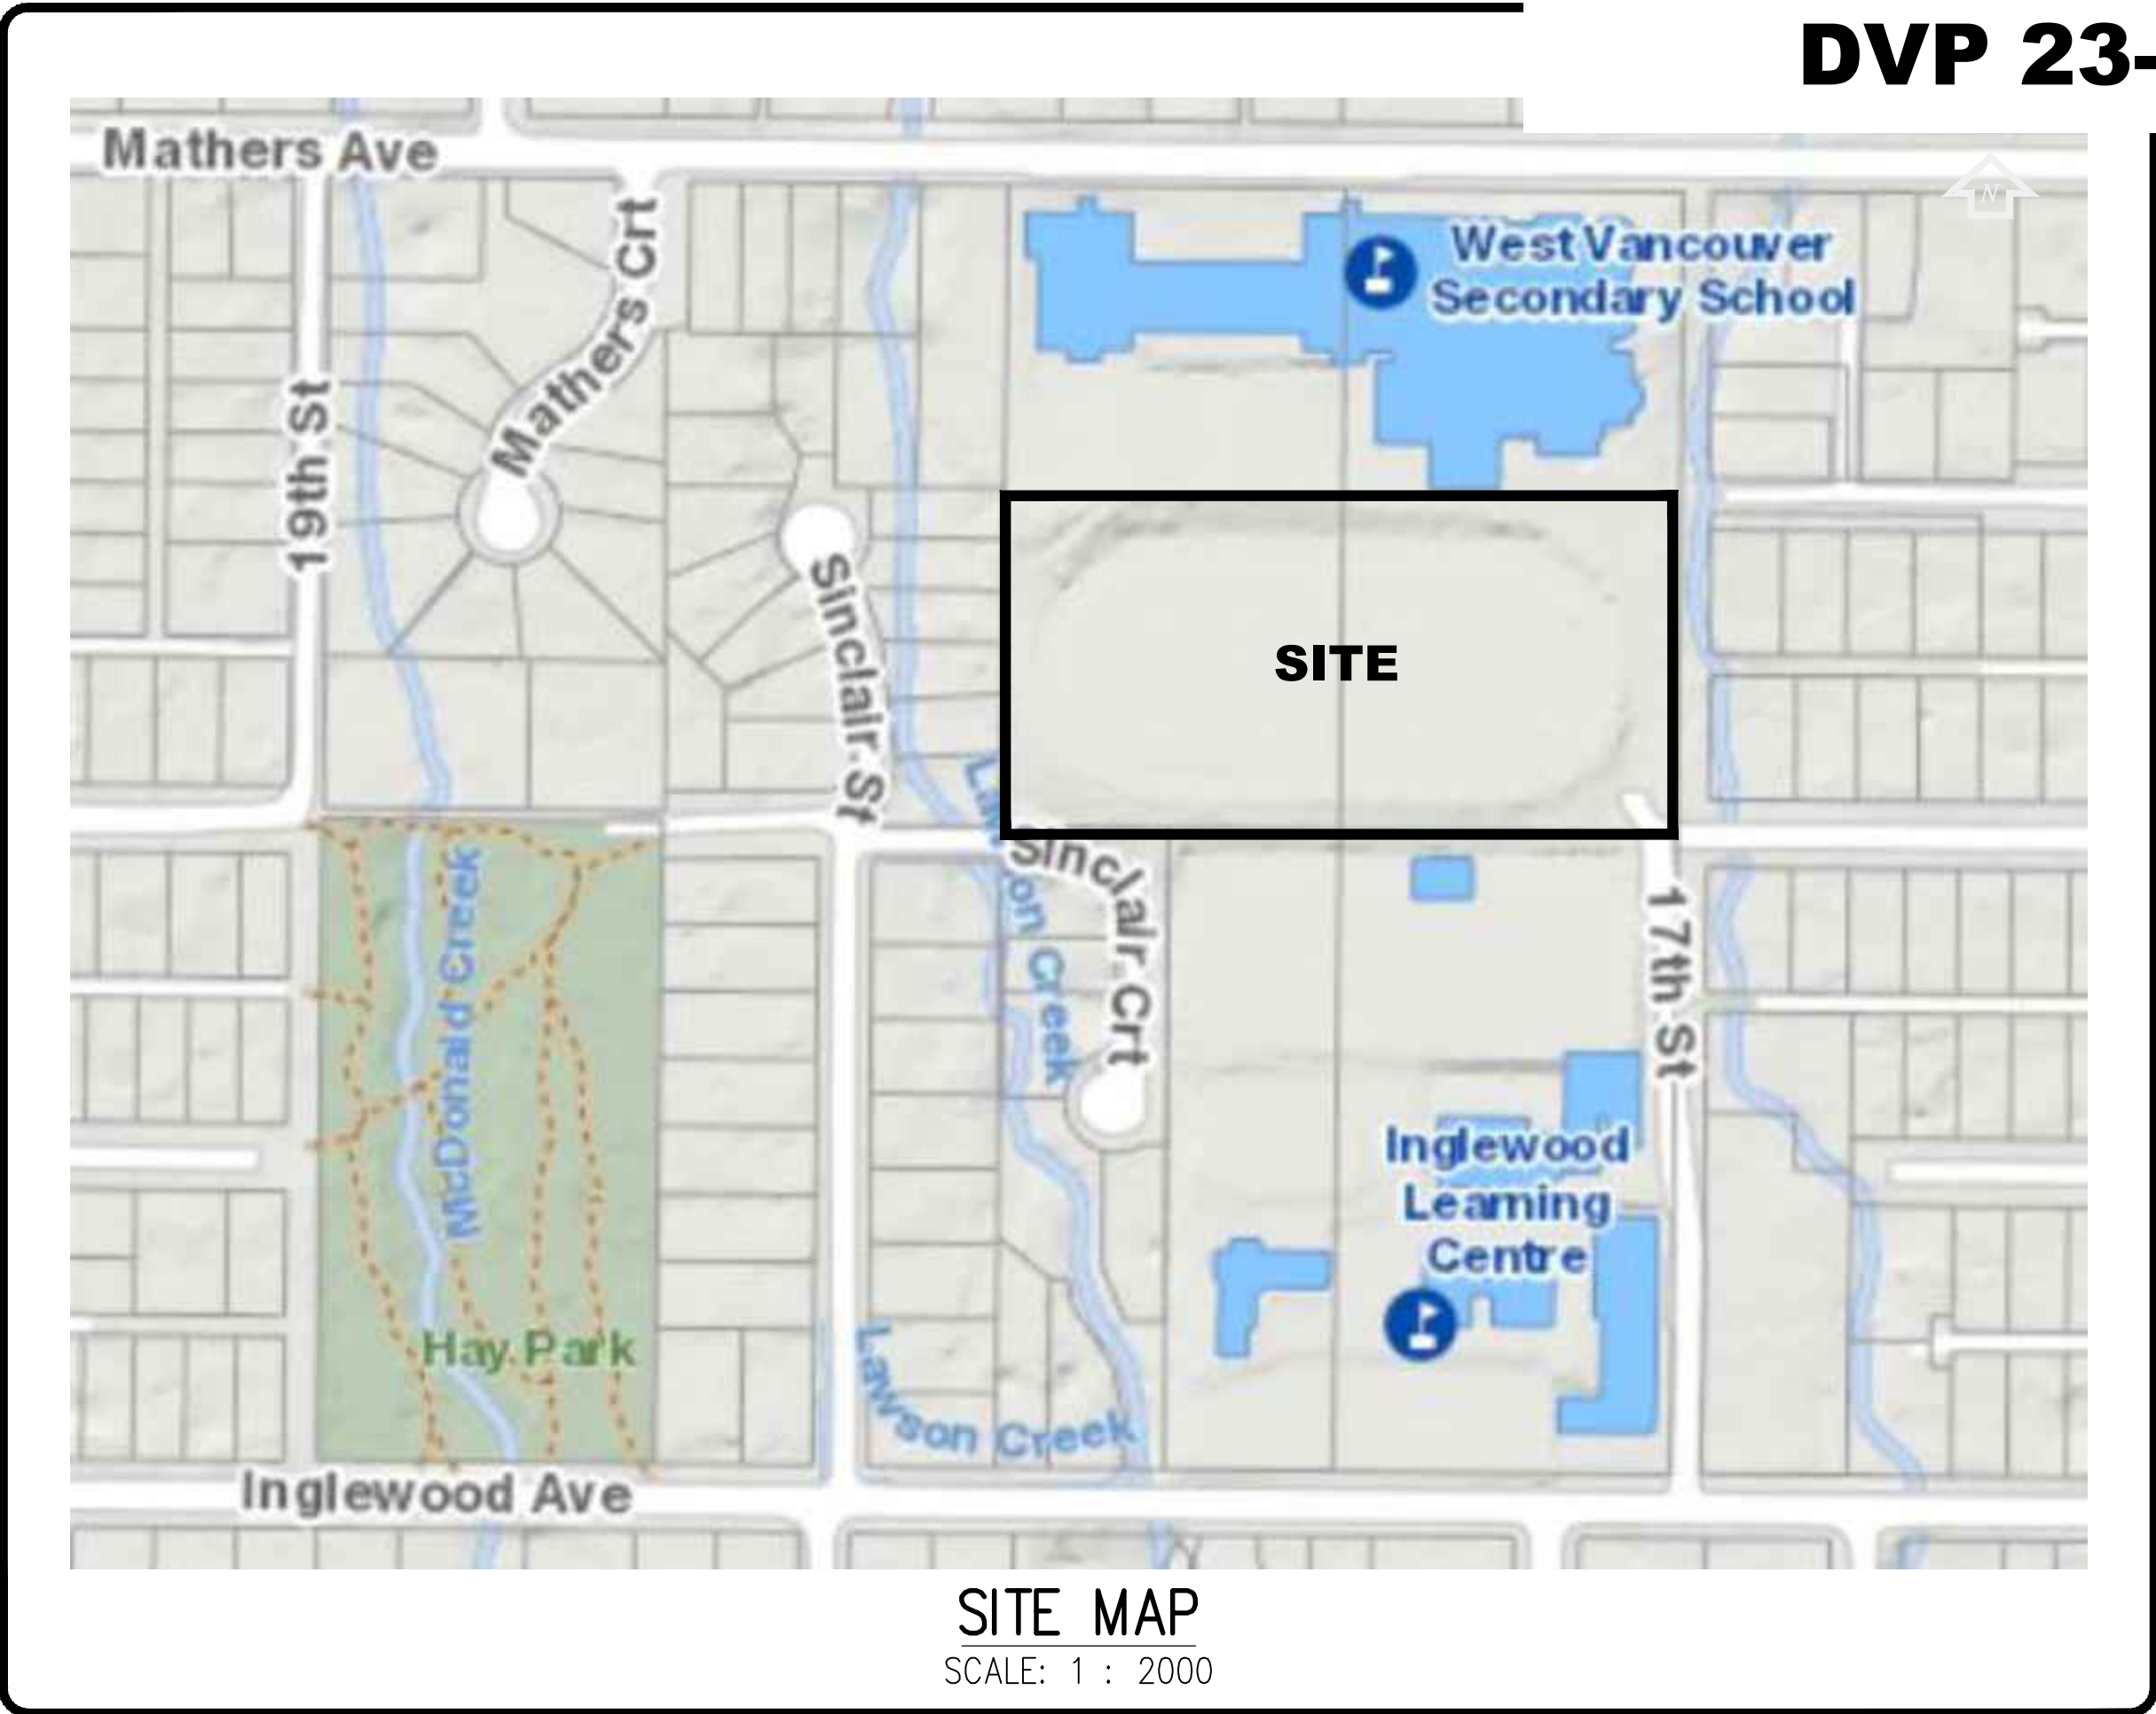 DVP 23-
Mathers Ave
N
Mathers Crt
West Vancouver
Secondary School
19th St
Sinclair St
SITE
Sinclair Crt
Creek
McDonald Creek
17th St
Inglewood
Learning
Centre
Hay Park
Lawson Creek
Inglewood Ave
SITE MAP
SCALE: 1 : 2000